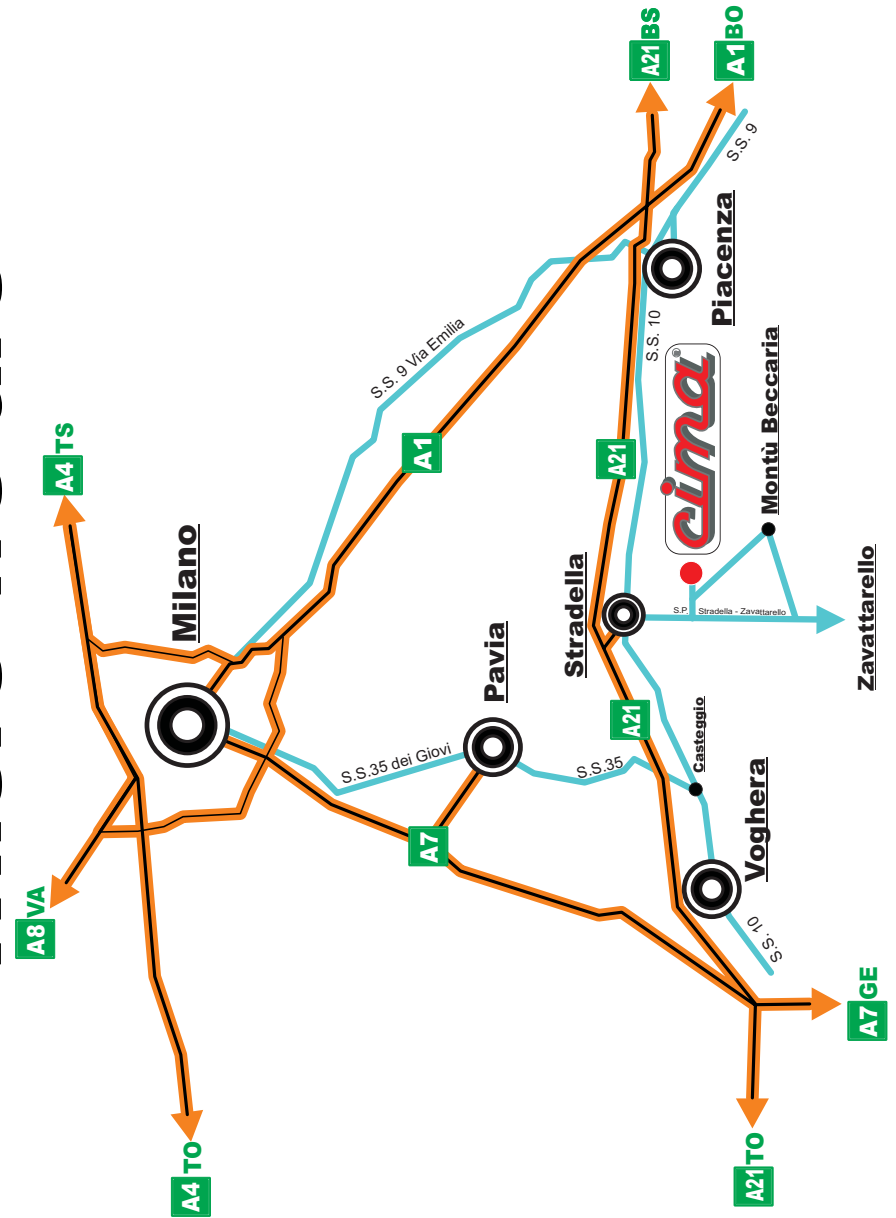 A4 TS
A8 VA
A4 TO
Milano
S.S. 9 Via Emilia
A1
S.S.35 dei Giovi
Pavia
A7
S.S.35
A21 BS
A1 BO
S.S. 9
Piacenza
S.S. 10
A21
cima®
Stradella
S.P. Stradella - Zavattarello
Montù Beccaria
Zavattarello
A21
Casteggio
Voghera
S.S. 10
A7 GE
A21 TO